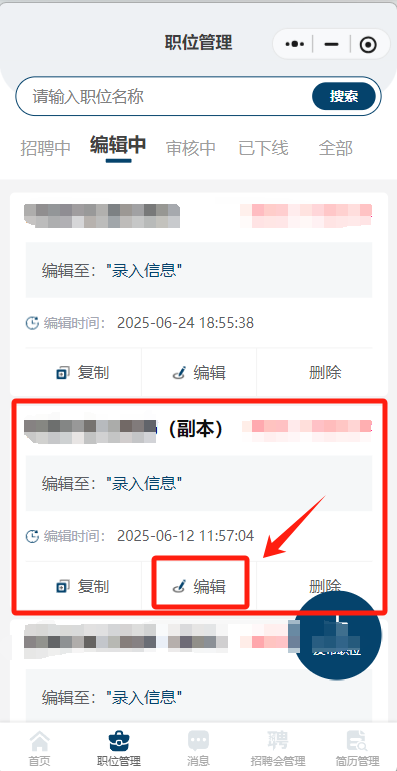 职位管理
请输入职位名称 搜索
招聘中 编辑中 审核中 已下线 全部
编辑至："录入信息"
编辑时间： 2025-06-24 18:55:38
复制 编辑 删除
（副本）
编辑至："录入信息"
编辑时间： 2025-06-12 11:57:04
复制 编辑 删除
发布职位
编辑至："录入信息"
聘
首页 职位管理 消息 招聘会管理 简历管理